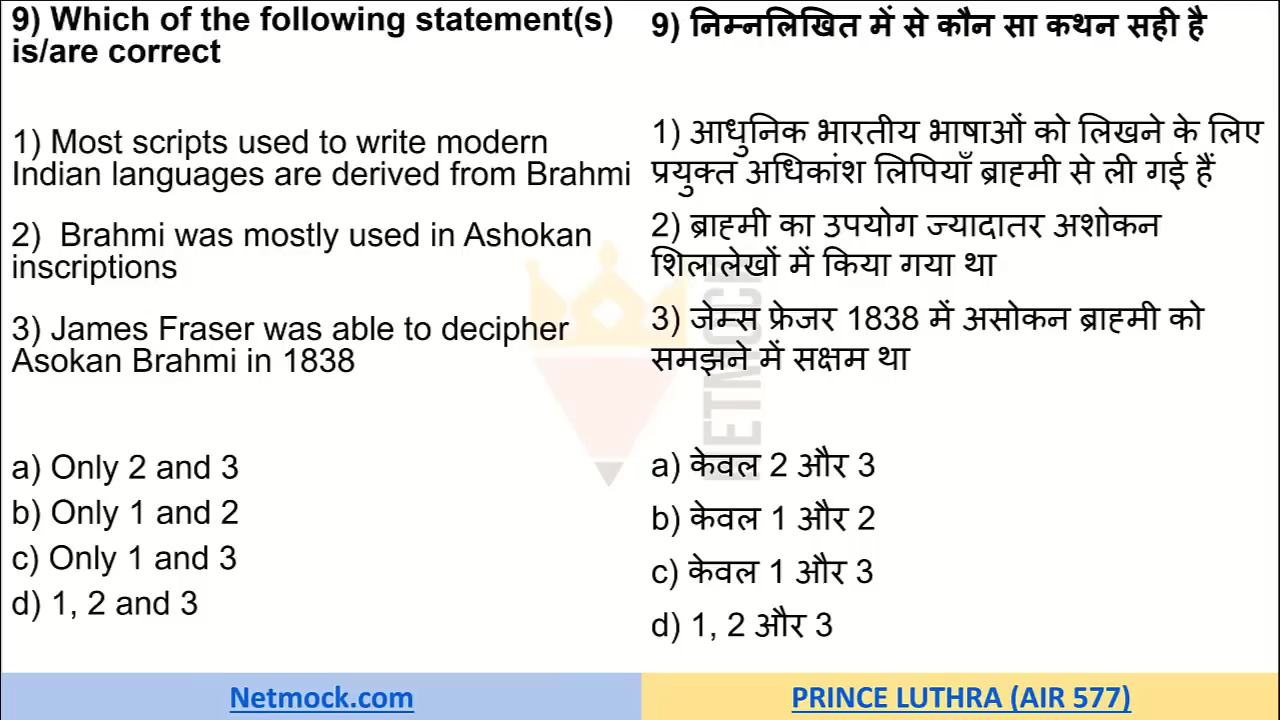 9) Which of the following statement(s)
is/are correct
1) Most scripts used to write modern
Indian languages are derived from Brahmi
2)  Brahmi was mostly used in Ashokan
inscriptions
3) James Fraser was able to decipher
Asokan Brahmi in 1838
a) Only 2 and 3
b) Only 1 and 2
c) Only 1 and 3
d) 1, 2 and 3
9) निम्नलिखित में से कौन सा कथन सही है
1) आधुनिक भारतीय भाषाओं को लिखने के लिए
प्रयुक्त अधिकांश लिपियाँ ब्राह्मी से ली गई हैं
2) ब्राह्मी का उपयोग ज्यादातर अशोकन
शिलालेखों में किया गया था
3) जेम्स फ्रेजर 1838 में असोकन ब्राह्मी को
समझने में सक्षम था
a) केवल 2 और 3
b) केवल 1 और 2
c) केवल 1 और 3
d) 1, 2 और 3
NETMOCK
Netmock.com
PRINCE LUTHRA (AIR 577)